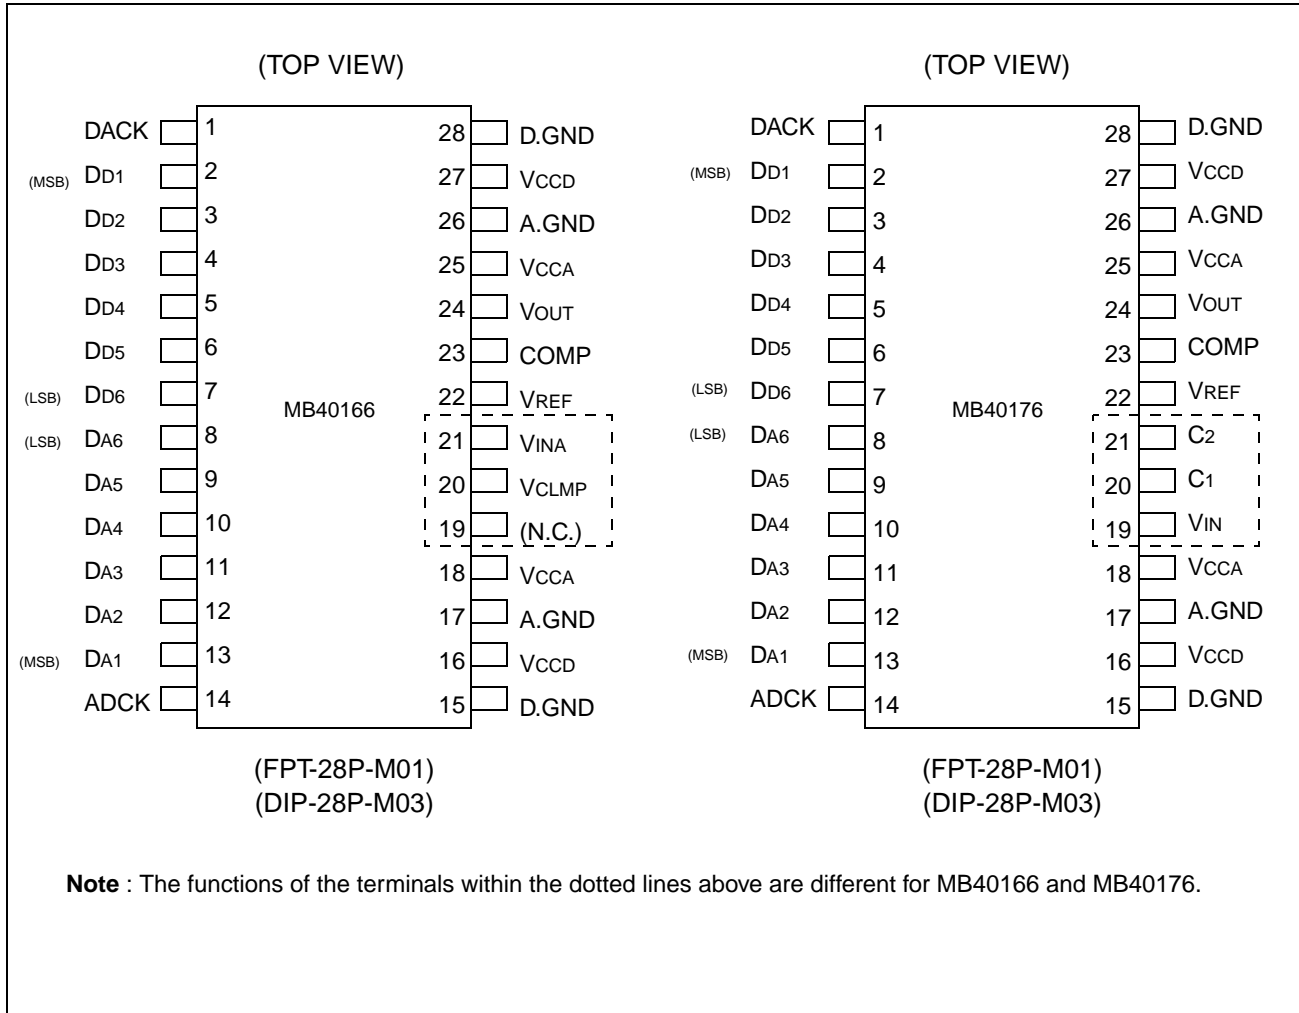 (TOP VIEW)
DACK 1 28 D.GND
(MSB) DD1 2 27 VCCD
DD2 3 26 A.GND
DD3 4 25 VCCA
DD4 5 24 VOUT
DD5 6 23 COMP
(LSB) DD6 7 22 VREF
MB40166
(LSB) DA6 8 21 VINA
DA5 9 20 VCLMP
DA4 10 19 (N.C.)
DA3 11 18 VCCA
DA2 12 17 A.GND
(MSB) DA1 13 16 VCCD
ADCK 14 15 D.GND
(FPT-28P-M01)
(DIP-28P-M03)
(TOP VIEW)
DACK 1 28 D.GND
(MSB) DD1 2 27 VCCD
DD2 3 26 A.GND
DD3 4 25 VCCA
DD4 5 24 VOUT
DD5 6 23 COMP
(LSB) DD6 7 22 VREF
MB40176
(LSB) DA6 8 21 C2
DA5 9 20 C1
DA4 10 19 VIN
DA3 11 18 VCCA
DA2 12 17 A.GND
(MSB) DA1 13 16 VCCD
ADCK 14 15 D.GND
(FPT-28P-M01)
(DIP-28P-M03)
Note : The functions of the terminals within the dotted lines above are different for MB40166 and MB40176.